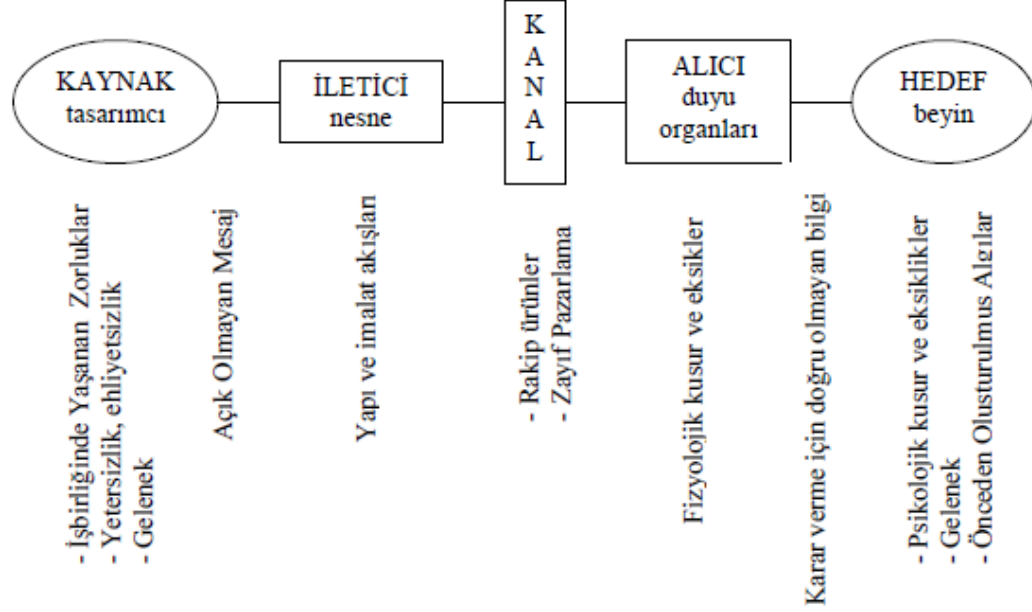 KAYNAK
tasarımcı
İLETİCİ
nesne
K
A
N
A
L
ALICI
duyu
organları
HEDEF
beyin
- İşbirliğinde Yaşanan Zorluklar
- Yetersizlik, ehliyetsizlik
- Gelenek
Açık Olmayan Mesaj
Yapı ve imalat akışları
- Rakip ürünler
- Zayıf Pazarlama
Fizyolojik kusur ve eksikler
Karar verme için doğru olmayan bilgi
- Psikolojik kusur ve eksiklikler
- Gelenek
- Önceden Olusturulmus Algılar